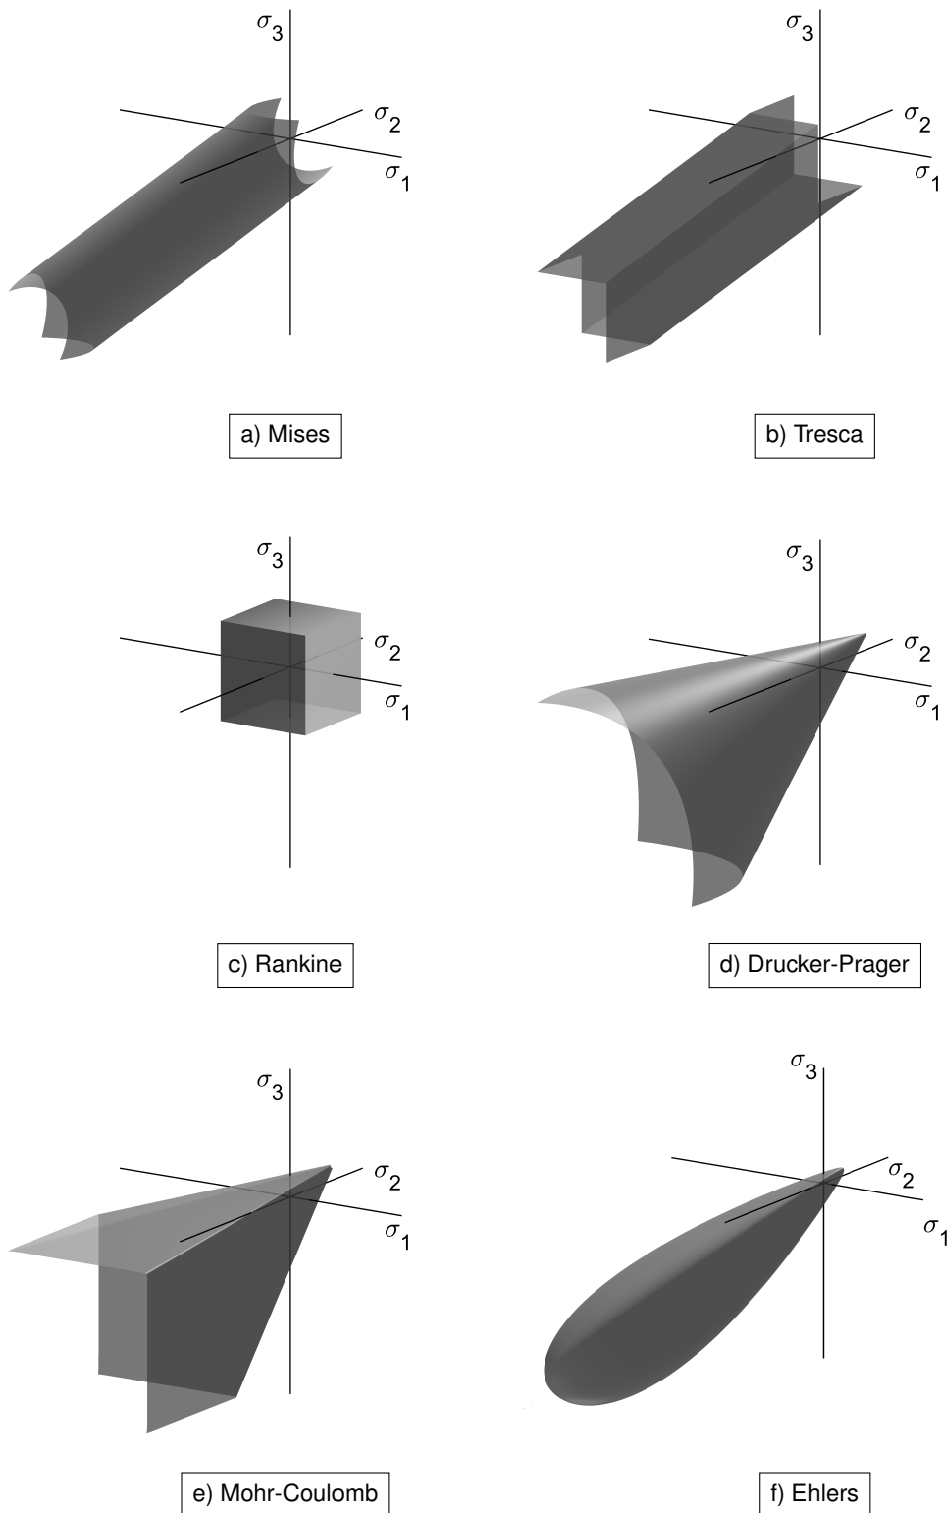 σ3
σ2
σ1
σ3
σ2
σ1
a) Mises
b) Tresca
σ3
σ2
σ1
σ3
σ2
σ1
c) Rankine
d) Drucker-Prager
σ3
σ2
σ1
σ3
σ2
σ1
e) Mohr-Coulomb
f) Ehlers